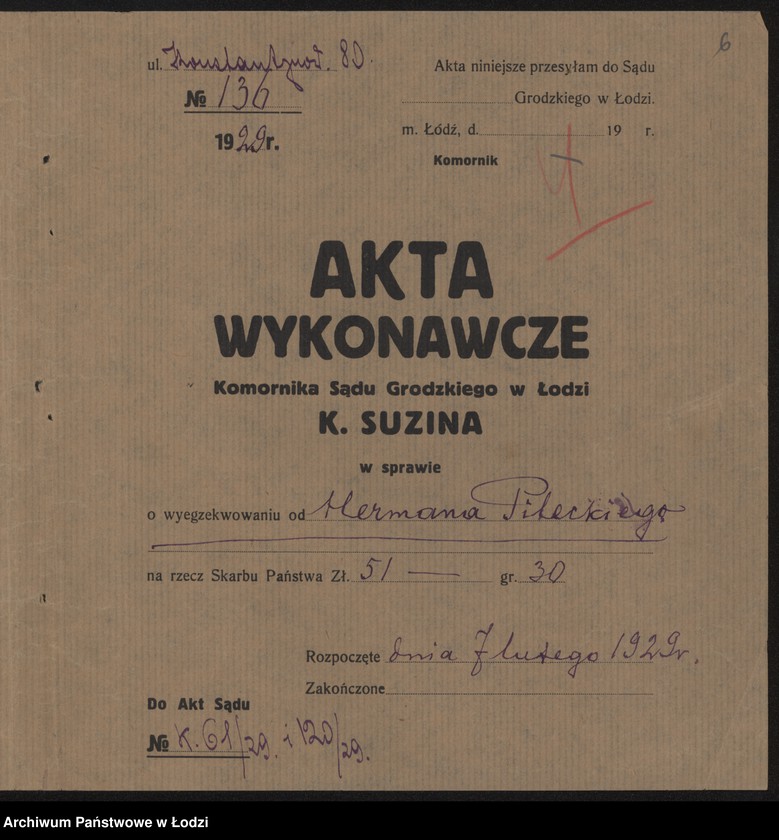 6
ul. Konstantynod. 80.
Akta niniejsze przesyłam do Sądu
№ 136
Grodzkiego w Łodzi.
m. Łódź, d. 19 r.
1929 r.
Komornik
AKTA
WYKONAWCZE
Komornika Sądu Grodzkiego w Łodzi
K. SUZINA
w sprawie
o wyegzekwowaniu od Hermana Piteckiego
na rzecz Skarbu Państwa Zł. 51 — gr. 30
Rozpoczęte dnia 7 lutego 1929 r.
Zakończone
Do Akt Sądu
№ K. 61/29. i 120/29.
Archiwum Państwowe w Łodzi